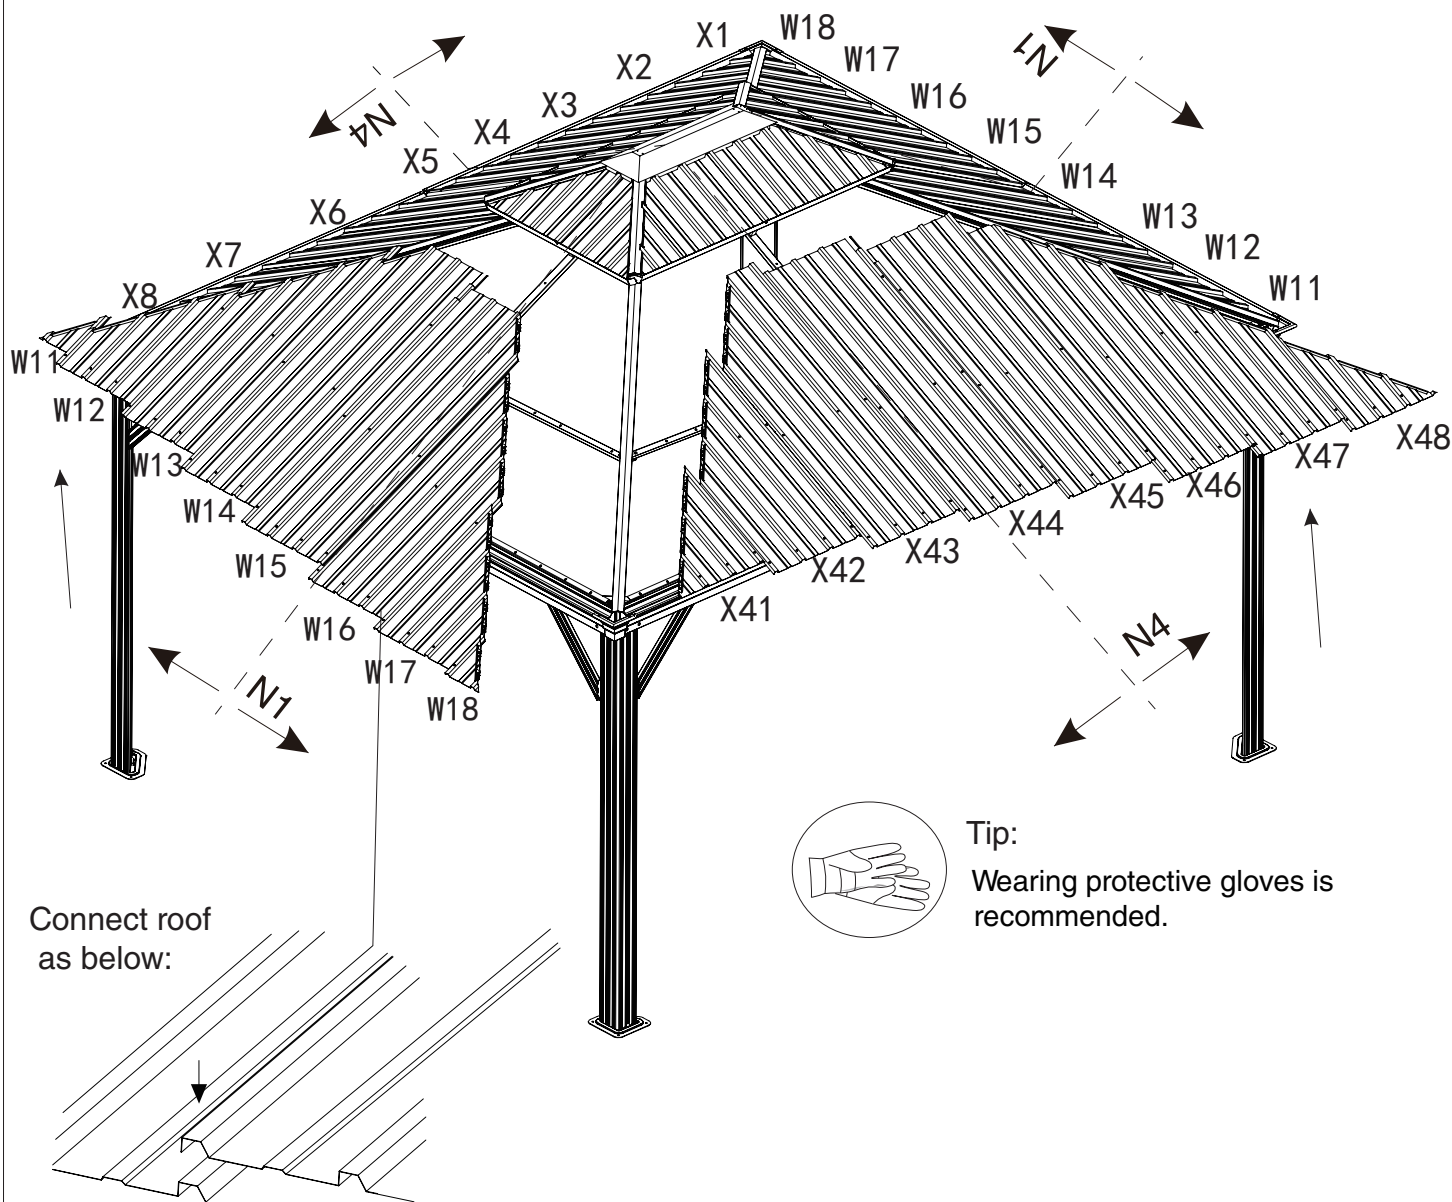 X1
W18
X2
W17
N1
X3
W16
N4
X4
W15
X5
W14
X6
W13
X7
W12
X8
W11
W11
W12
W13
W14
W15
W16
W17
W18
N1
X48
X47
X46
X45
X44
X43
X42
X41
N4
Tip:
Wearing protective gloves is
recommended.
Connect roof
as below: